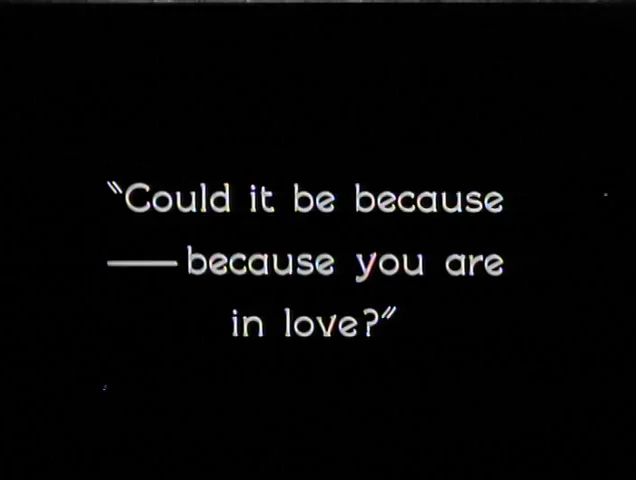 "Could it be because
——because you are
in love?"